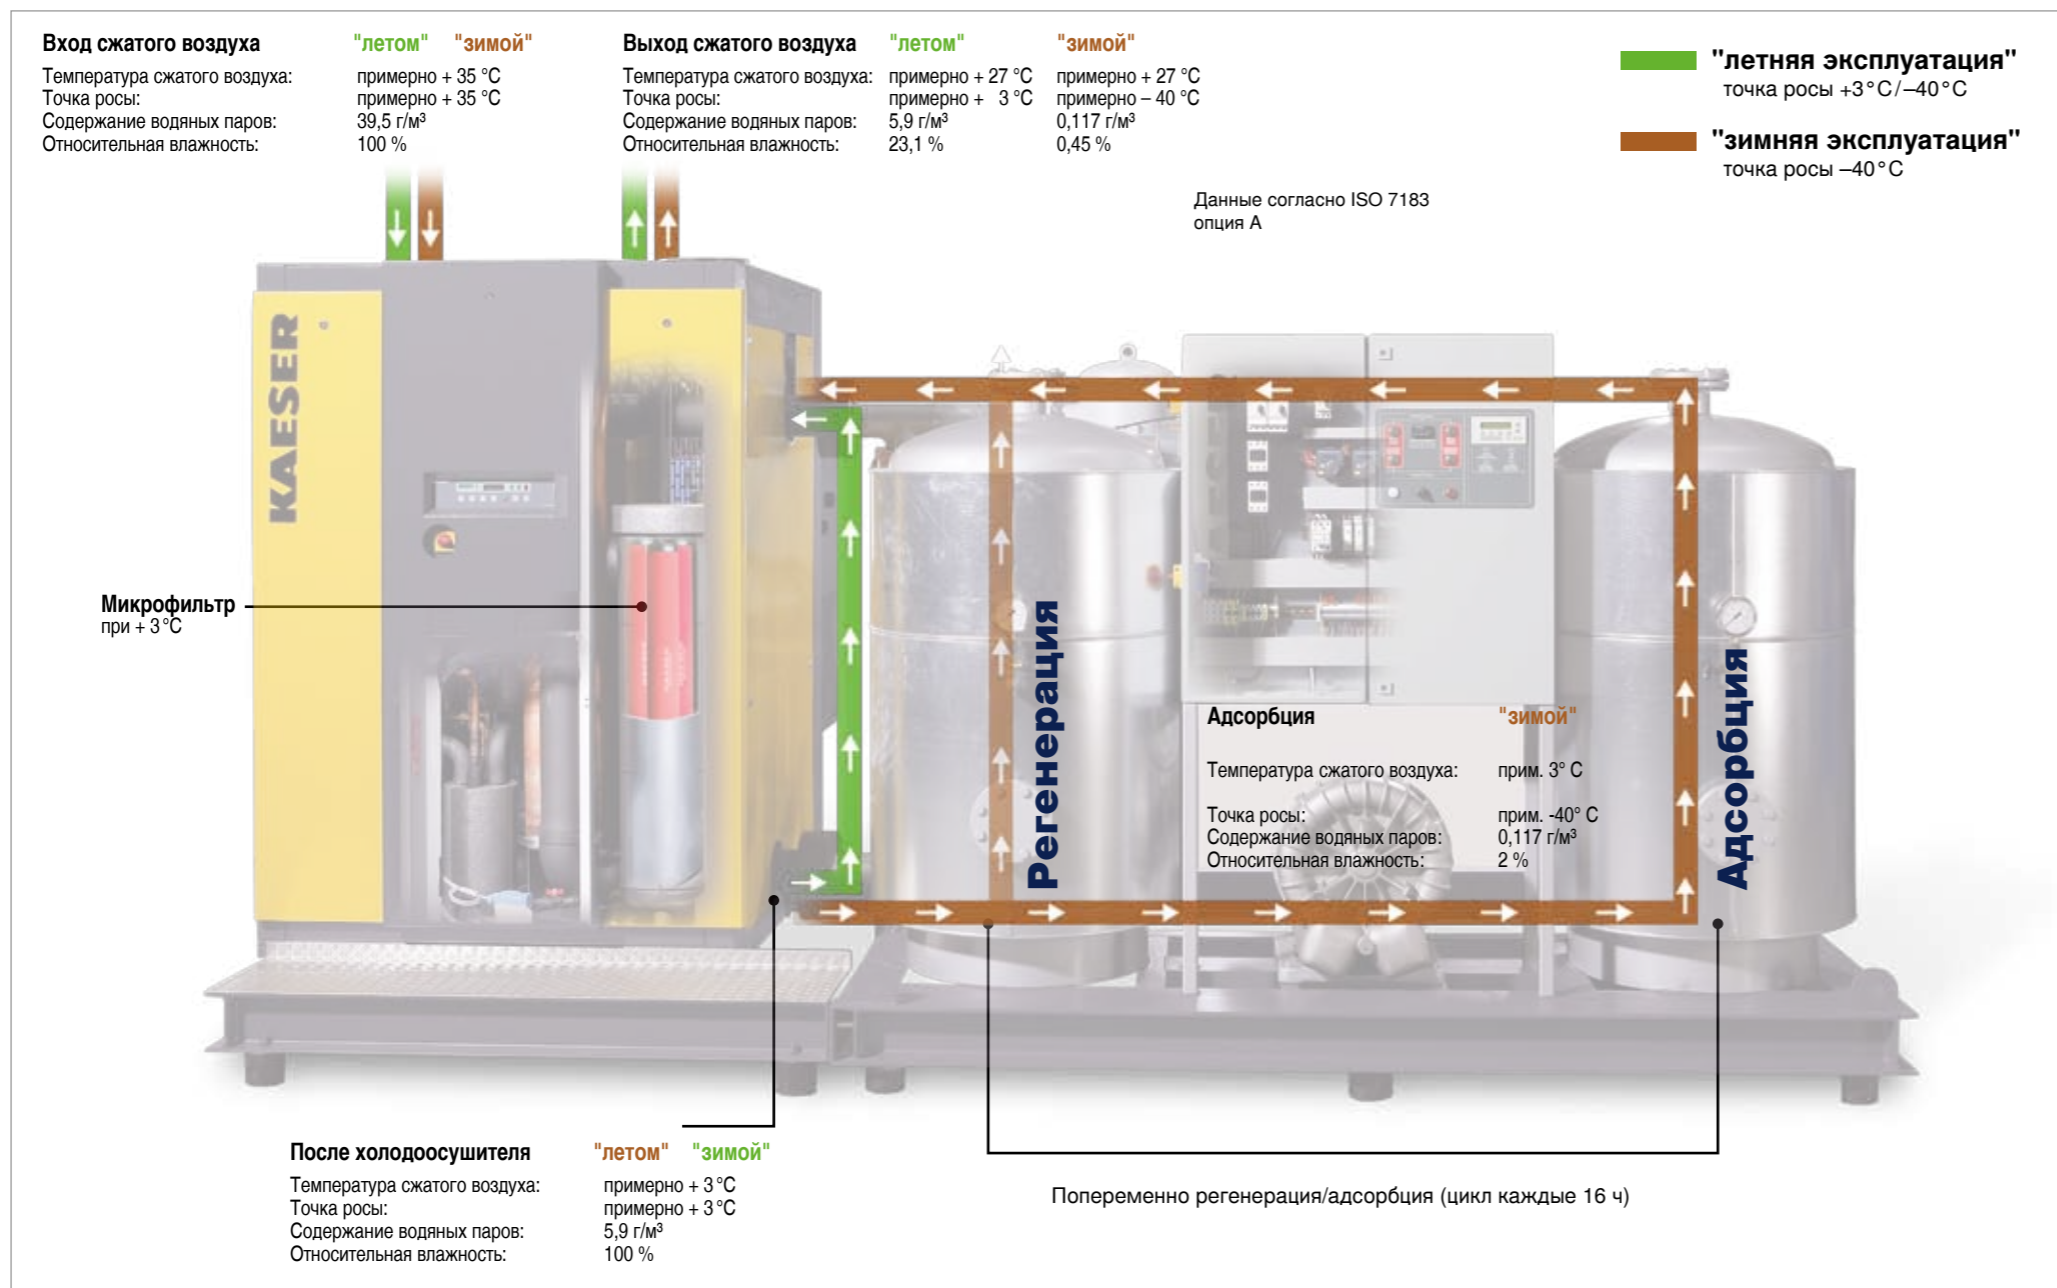 Вход сжатого воздуха "летом" "зимой"
Температура сжатого воздуха: примерно + 35 °C
Точка росы: примерно + 35 °C
Содержание водяных паров: 39,5 г/м³
Относительная влажность: 100 %
Выход сжатого воздуха "летом" "зимой"
Температура сжатого воздуха: примерно + 27 °C примерно + 27 °C
Точка росы: примерно + 3 °C примерно – 40 °C
Содержание водяных паров: 5,9 г/м³ 0,117 г/м³
Относительная влажность: 23,1 % 0,45 %
"летняя эксплуатация"
точка росы +3°C/–40°C
"зимняя эксплуатация"
точка росы –40°C
Данные согласно ISO 7183
опция А
KAESER
Микрофильтр
при + 3 °C
Регенерация
Адсорбция "зимой"
Температура сжатого воздуха: прим. 3° C
Точка росы: прим. -40° C
Содержание водяных паров: 0,117 г/м³
Относительная влажность: 2 %
Адсорбция
После холодоосушителя "летом" "зимой"
Температура сжатого воздуха: примерно + 3 °C
Точка росы: примерно + 3 °C
Содержание водяных паров: 5,9 г/м³
Относительная влажность: 100 %
Попеременно регенерация/адсорбция (цикл каждые 16 ч)